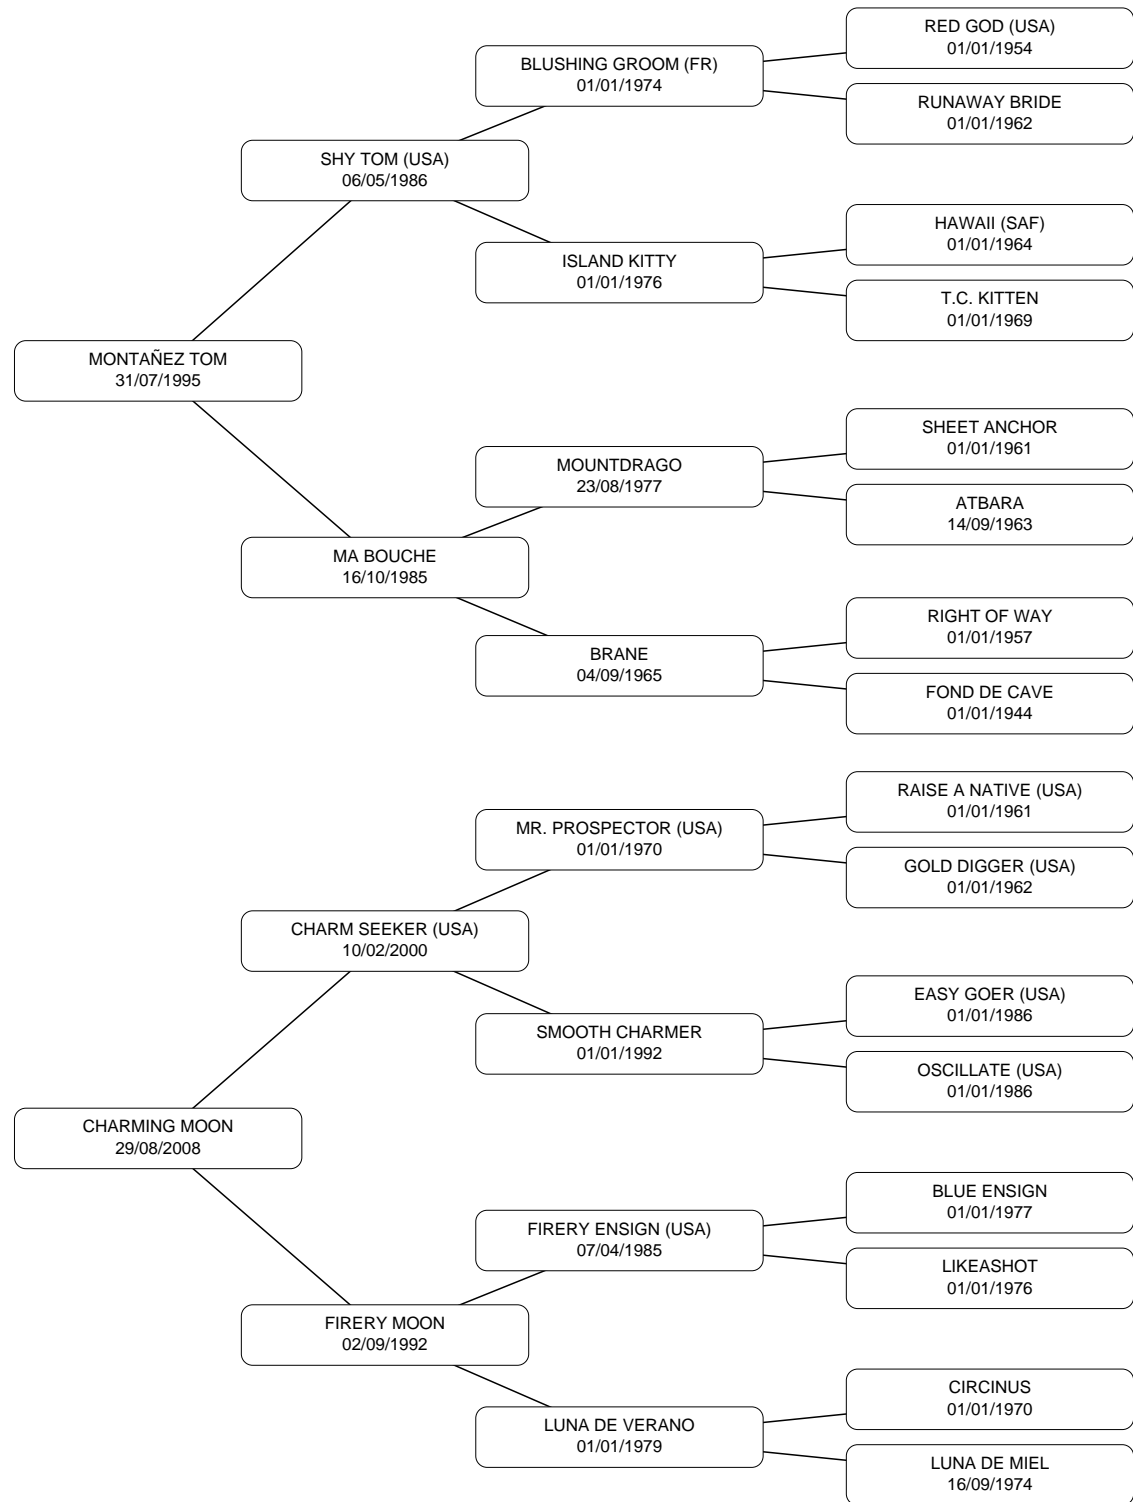 RED GOD (USA)
01/01/1954
BLUSHING GROOM (FR)
01/01/1974
RUNAWAY BRIDE
01/01/1962
SHY TOM (USA)
06/05/1986
HAWAII (SAF)
01/01/1964
ISLAND KITTY
01/01/1976
T.C. KITTEN
01/01/1969
MONTAÑEZ TOM
31/07/1995
SHEET ANCHOR
01/01/1961
MOUNTDRAGO
23/08/1977
ATBARA
14/09/1963
MA BOUCHE
16/10/1985
RIGHT OF WAY
01/01/1957
BRANE
04/09/1965
FOND DE CAVE
01/01/1944
RAISE A NATIVE (USA)
01/01/1961
MR. PROSPECTOR (USA)
01/01/1970
GOLD DIGGER (USA)
01/01/1962
CHARM SEEKER (USA)
10/02/2000
EASY GOER (USA)
01/01/1986
SMOOTH CHARMER
01/01/1992
OSCILLATE (USA)
01/01/1986
CHARMING MOON
29/08/2008
BLUE ENSIGN
01/01/1977
FIRERY ENSIGN (USA)
07/04/1985
LIKEASHOT
01/01/1976
FIRERY MOON
02/09/1992
CIRCINUS
01/01/1970
LUNA DE VERANO
01/01/1979
LUNA DE MIEL
16/09/1974